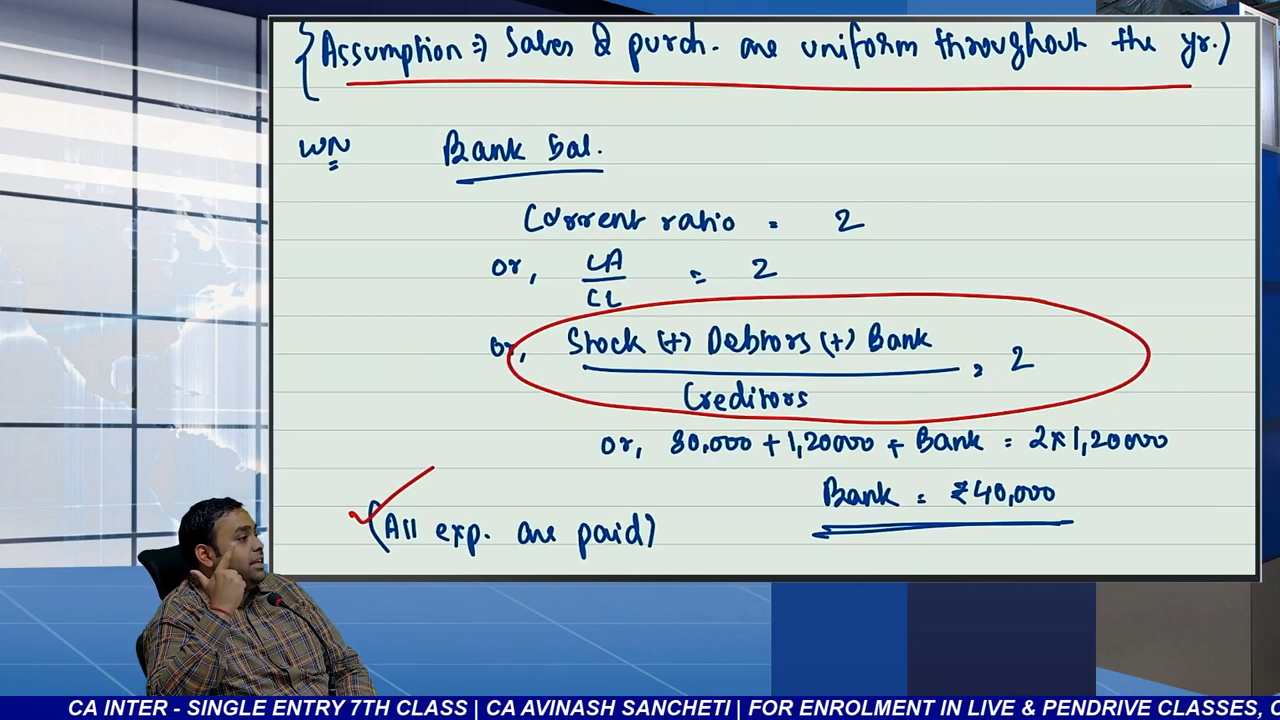 {Assumption ⇒ Sales & purch. are uniform throughout the yr.)
WN Bank Bal.
Current ratio = 2
or, CA / CL = 2
or, Stock (+) Debtors (+) Bank / Creditors = 2
or, 80,000 + 1,20000 + Bank = 2x1,20000
Bank = ₹40,000
(All exp. are paid)
CA INTER - SINGLE ENTRY 7TH CLASS | CA AVINASH SANCHETI | FOR ENROLMENT IN LIVE & PENDRIVE CLASSES, C